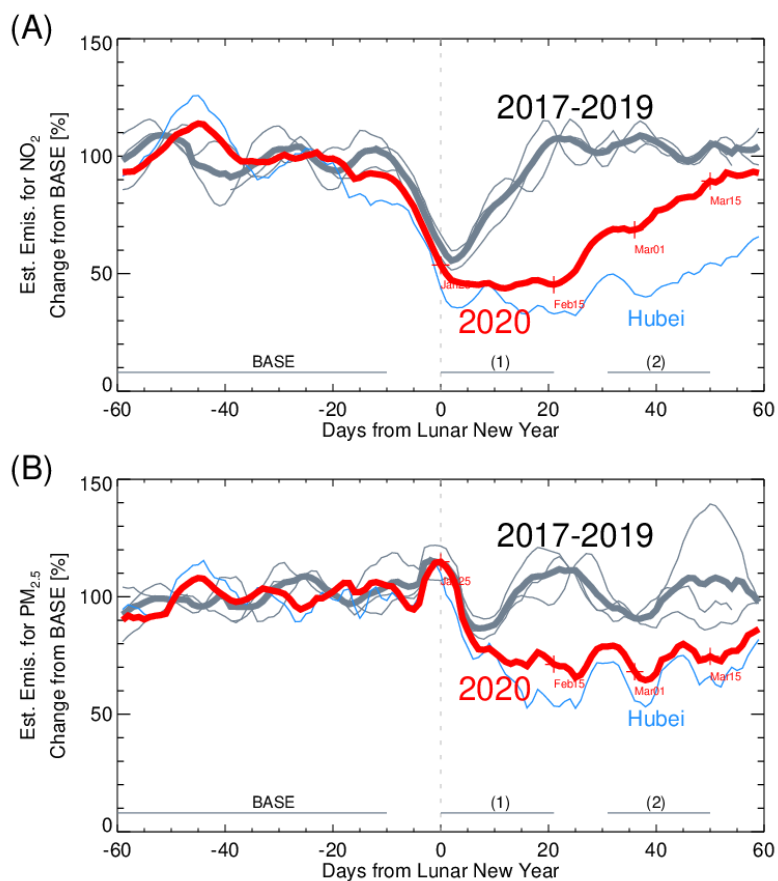 (A)
150
100
50
0
Est. Emis. for NO2
Change from BASE [%]
2017-2019
2020
Hubei
Jan25
Feb15
Mar01
Mar15
BASE
(1)
(2)
-60
-40
-20
0
20
40
60
Days from Lunar New Year
(B)
150
100
50
0
Est. Emis. for PM2.5
Change from BASE [%]
2017-2019
2020
Hubei
Jan25
Feb15
Mar01
Mar15
BASE
(1)
(2)
-60
-40
-20
0
20
40
60
Days from Lunar New Year